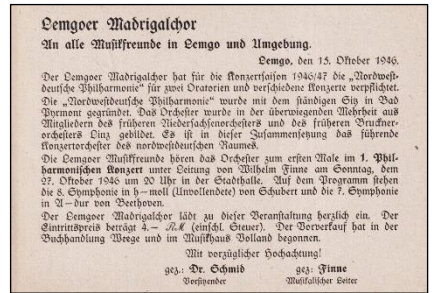 Lemgoer Madrigalchor
An alle Musikfreunde in Lemgo und Umgebung.
Lemgo, den 15. Oktober 1946.
Der Lemgoer Madrigalchor hat für die Konzertsaison 1946/47 die „Nordwest-
deutsche Philharmonie“ für zwei Oratorien und verschiedene Konzerte verpflichtet.
Die „Nordwestdeutsche Philharmonie“ wurde mit dem ständigen Sitz in Bad
Pyrmont gegründet. Das Orchester wurde in der überwiegenden Mehrheit aus
Mitgliedern des früheren Niedersachsenorchesters und des früheren Bruckner-
orchesters Linz gebildet. Es ist in dieser Zusammensetzung das führende
Konzertorchester des nordwestdeutschen Raumes.
Die Lemgoer Musikfreunde hören das Orchester zum ersten Male im 1. Phil-
harmonischen Konzert unter Leitung von Wilhelm Finne am Sonntag, dem
27. Oktober 1946 um 20 Uhr in der Stadthalle. Auf dem Programm stehen
die 8. Symphonie in h-moll (Unvollendete) von Schubert und die 7. Symphonie
in A-dur von Beethoven.
Der Lemgoer Madrigalchor lädt zu dieser Veranstaltung herzlich ein. Der
Eintrittspreis beträgt 4.— RM (einschl. Steuer). Der Vorverkauf hat in der
Buchhandlung Weege und im Musikhaus Volland begonnen.
Mit vorzüglicher Hochachtung!
gez.: Dr. Schmid gez: Finne
Vorsitzender Musikalischer Leiter